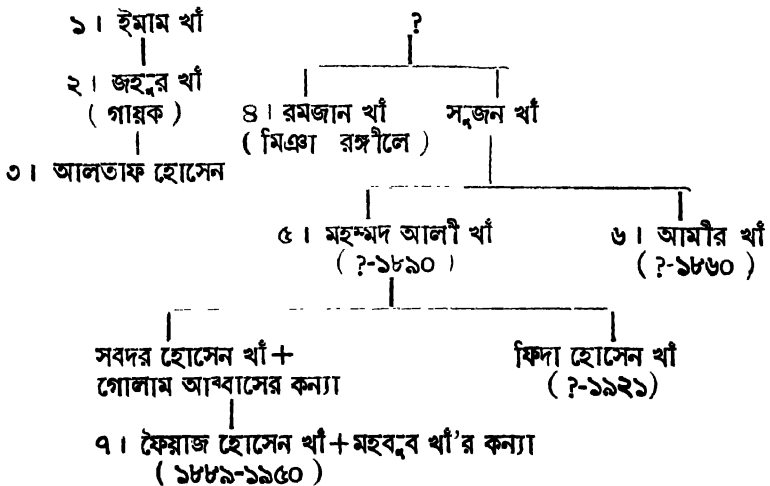 ১। ইমাম খাঁ
?
২। জহুর খাঁ
( গায়ক )
৪। রমজান খাঁ
( মিঞা রঙ্গীলে )
সুজন খাঁ
৩। আলতাফ হোসেন
৫। মহম্মদ আলী খাঁ
( ?-১৮৯০ )
৬। আমীর খাঁ
( ?-১৮৬০ )
সবদর হোসেন খাঁ +
গোলাম আব্বাসের কন্যা
ফিদা হোসেন খাঁ
( ?-১৯২১ )
৭। ফৈয়াজ হোসেন খাঁ + মহবুব খাঁ'র কন্যা
( ১৮৮৯-১৯৫০ )